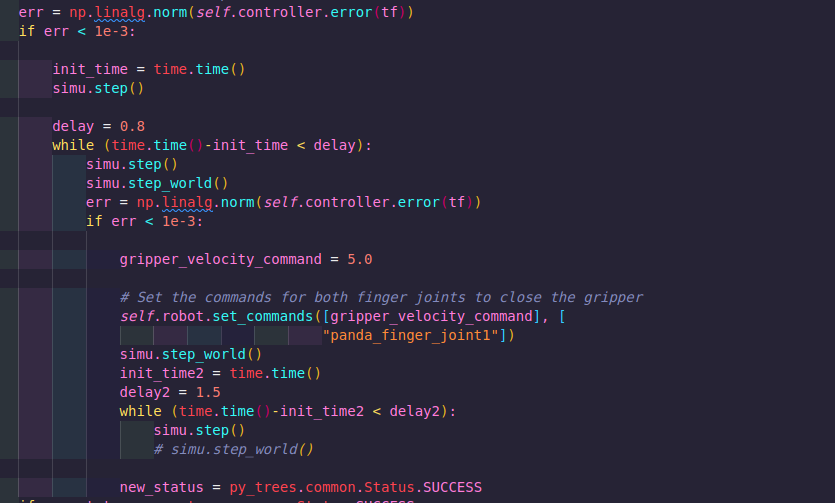 err = np.linalg.norm(self.controller.error(tf))
if err < 1e-3:
init_time = time.time()
simu.step()
delay = 0.8
while (time.time()-init_time < delay):
simu.step()
simu.step_world()
err = np.linalg.norm(self.controller.error(tf))
if err < 1e-3:
gripper_velocity_command = 5.0
# Set the commands for both finger joints to close the gripper
self.robot.set_commands([gripper_velocity_command], [
"panda_finger_joint1"])
simu.step_world()
init_time2 = time.time()
delay2 = 1.5
while (time.time()-init_time2 < delay2):
simu.step()
# simu.step_world()
new_status = py_trees.common.Status.SUCCESS